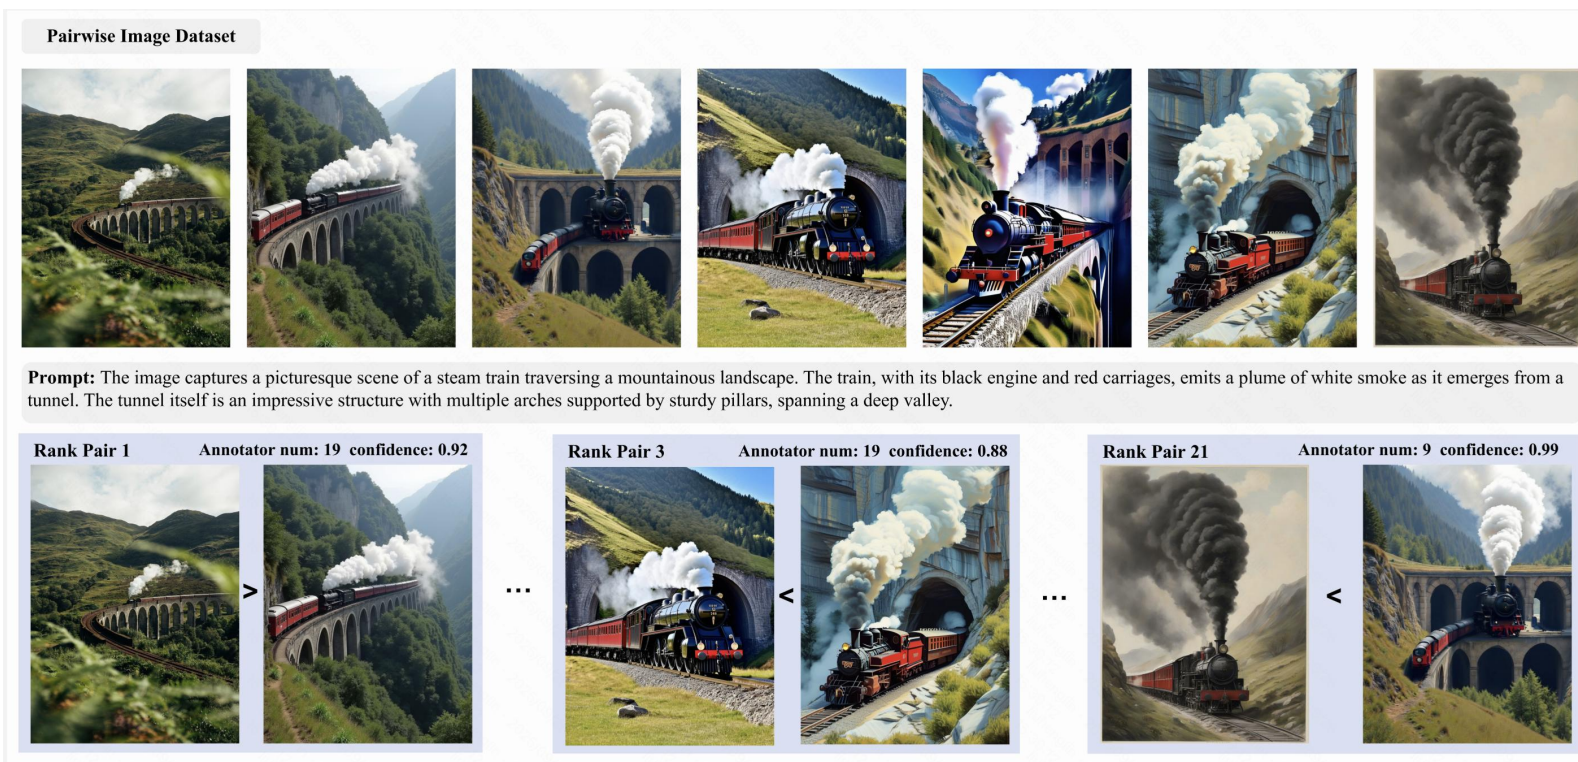 Pairwise Image Dataset
Prompt: The image captures a picturesque scene of a steam train traversing a mountainous landscape. The train, with its black engine and red carriages, emits a plume of white smoke as it emerges from a
tunnel. The tunnel itself is an impressive structure with multiple arches supported by sturdy pillars, spanning a deep valley.
Rank Pair 1 Annotator num: 19 confidence: 0.92
Rank Pair 3 Annotator num: 19 confidence: 0.88
Rank Pair 21 Annotator num: 9 confidence: 0.99
> ... < ... <